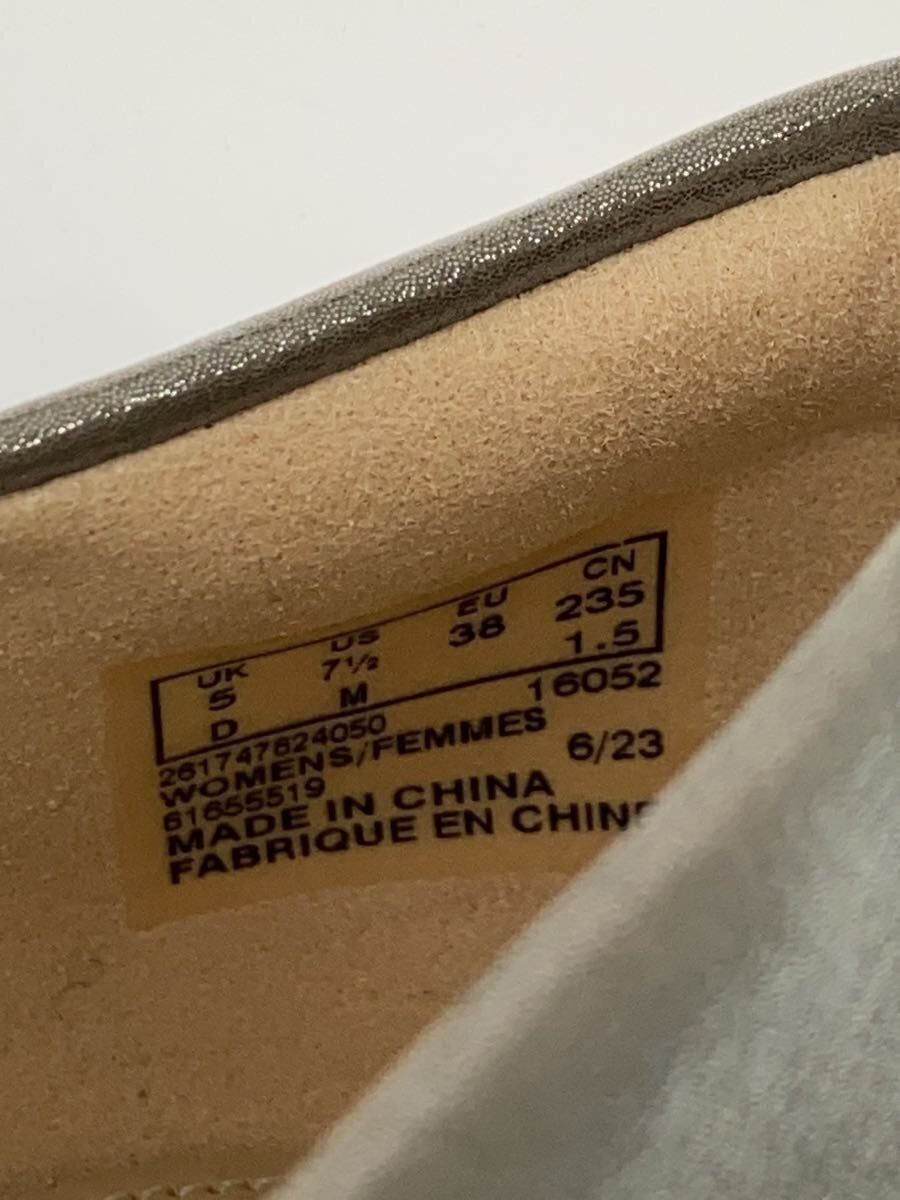 UK US EU CN
5 7½ 38 235
D M 1.5
261747624050 16052
WOMENS/FEMMES
61655519 6/23
MADE IN CHINA
FABRIQUE EN CHINE